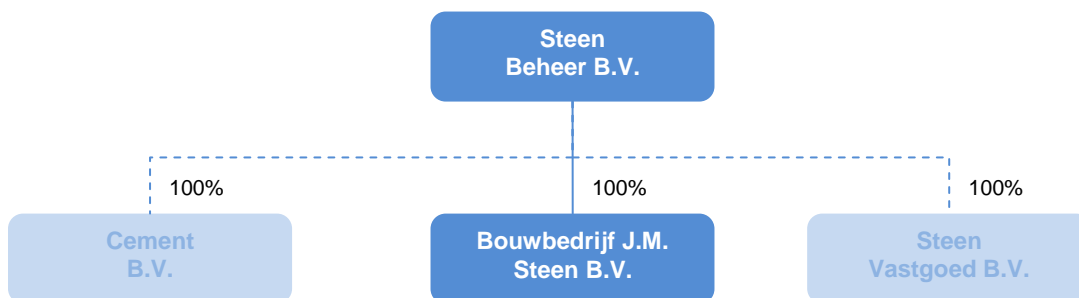 Steen
Beheer B.V.
100%
100%
100%
Cement
B.V.
Bouwbedrijf J.M.
Steen B.V.
Steen
Vastgoed B.V.